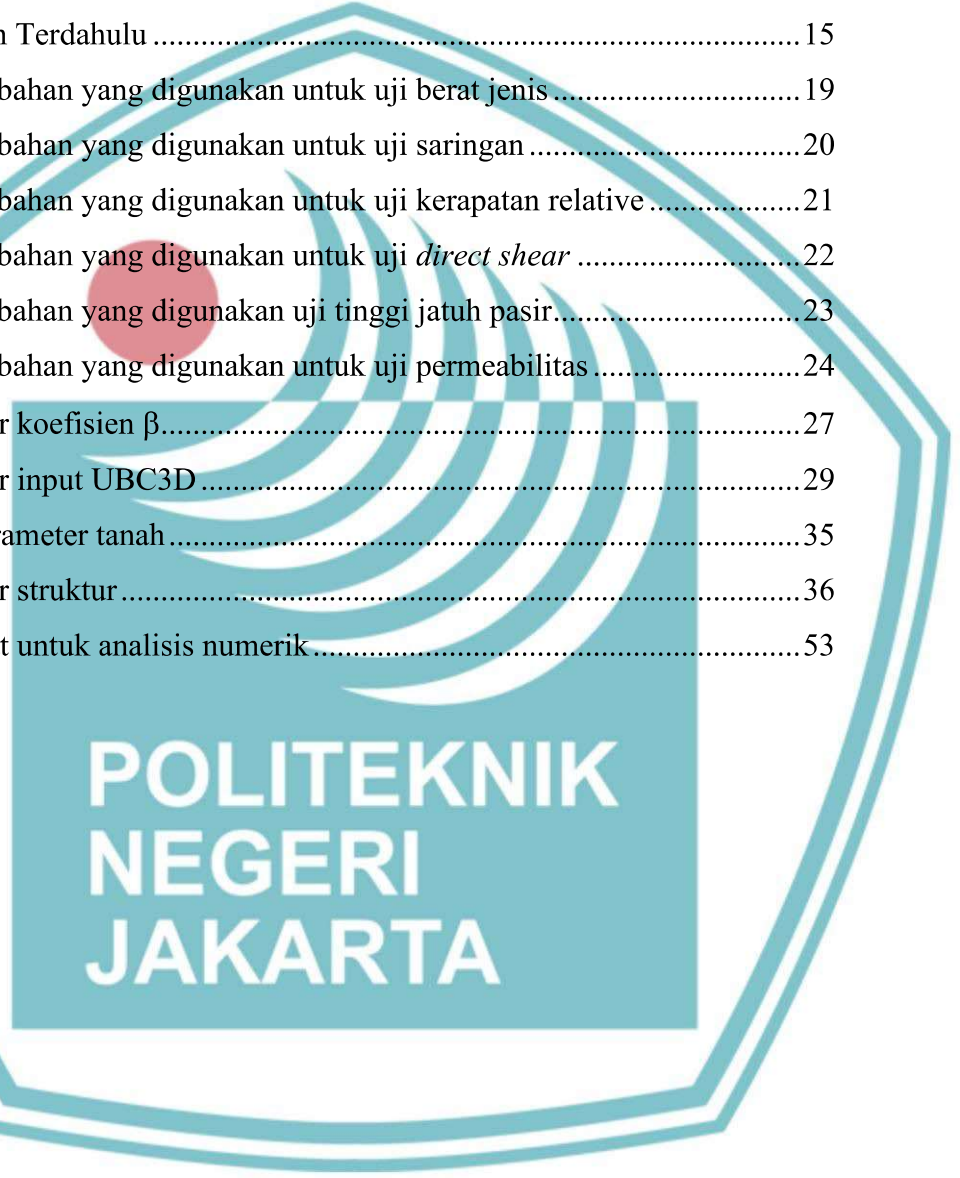 n Terdahulu ................................................................................ 15
bahan yang digunakan untuk uji berat jenis .............................. 19
bahan yang digunakan untuk uji saringan ................................. 20
bahan yang digunakan untuk uji kerapatan relative .................. 21
bahan yang digunakan untuk uji direct shear ........................... 22
bahan yang digunakan uji tinggi jatuh pasir.............................. 23
bahan yang digunakan untuk uji permeabilitas ......................... 24
r koefisien β............................................................................... 27
r input UBC3D .......................................................................... 29
rameter tanah .............................................................................. 35
r struktur .................................................................................... 36
t untuk analisis numerik ............................................................ 53
POLITEKNIK
NEGERI
JAKARTA